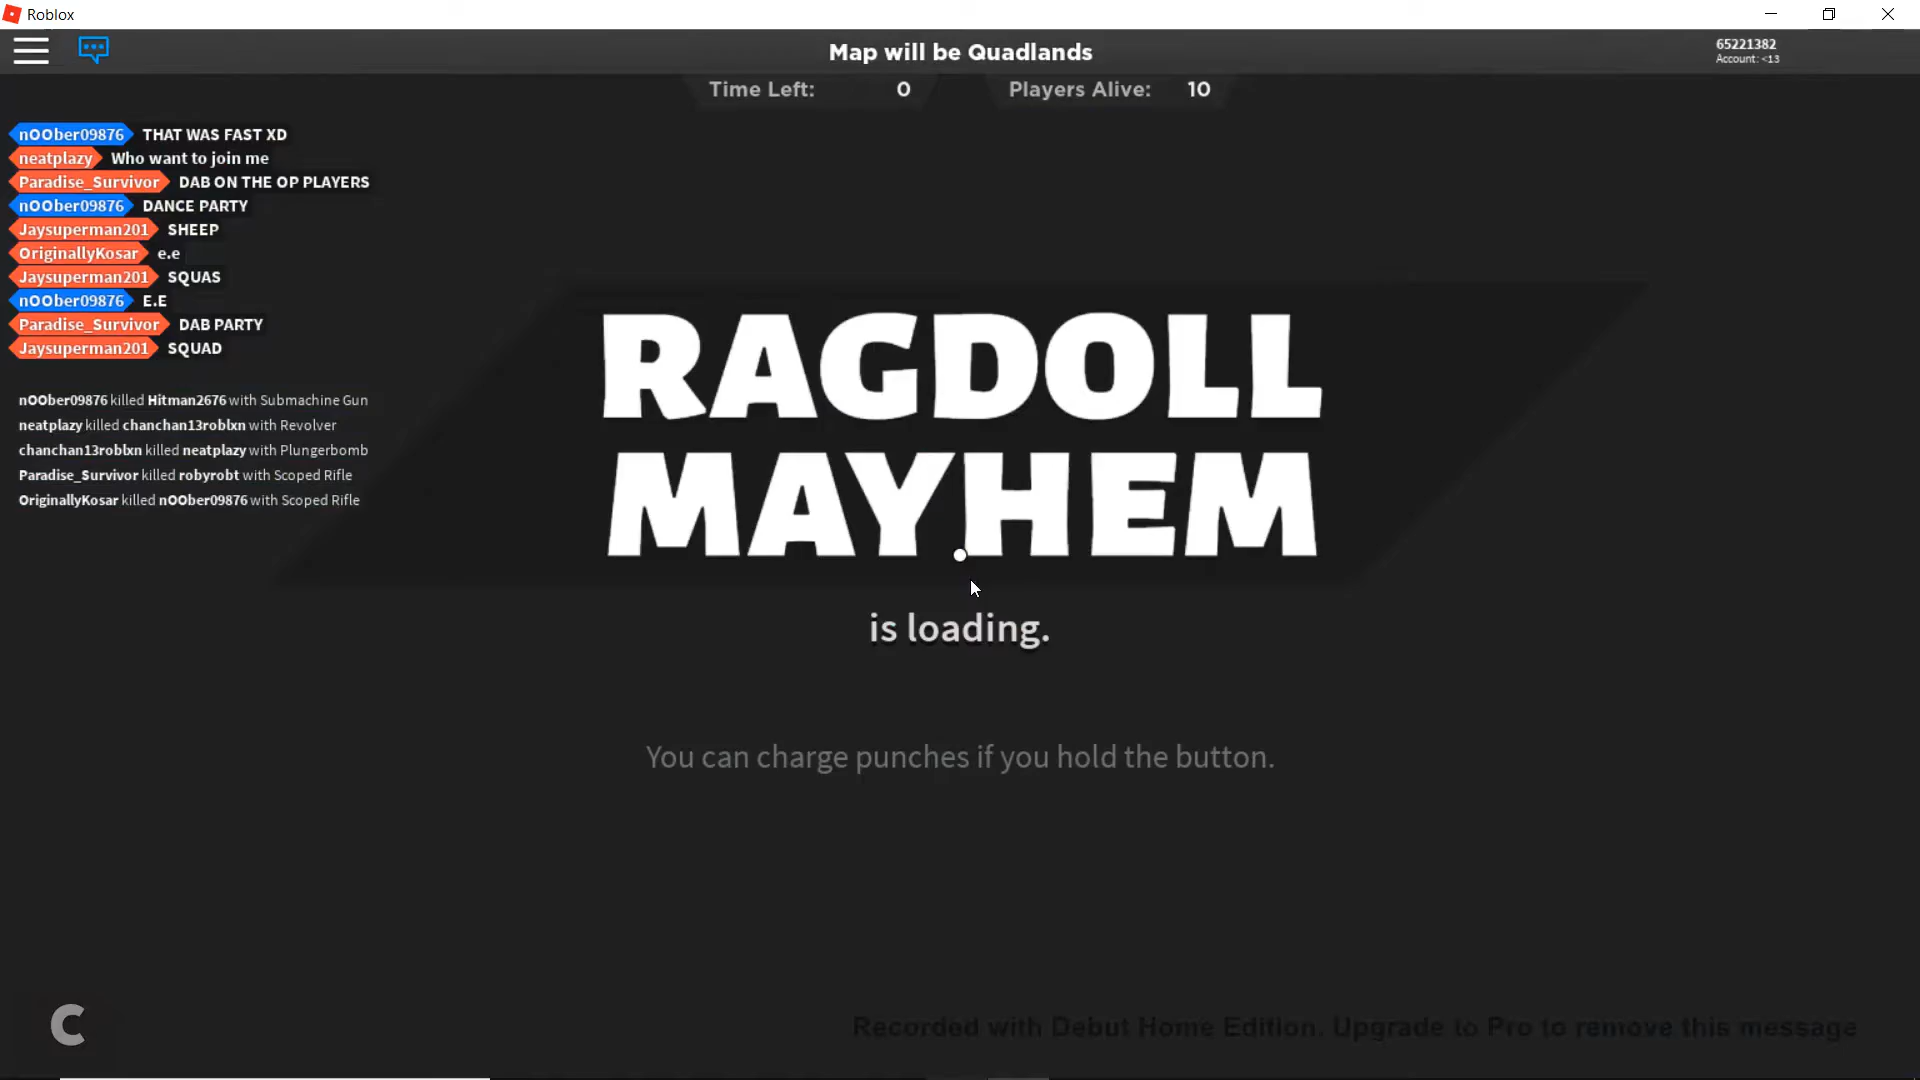 Roblox
Map will be Quadlands
65221382
Account: <13
Time Left: 0 Players Alive: 10
nOOber09876 THAT WAS FAST XD
neatplazy Who want to join me
Paradise_Survivor DAB ON THE OP PLAYERS
nOOber09876 DANCE PARTY
Jaysuperman201 SHEEP
OriginallyKosar e.e
Jaysuperman201 SQUAS
nOOber09876 E.E
Paradise_Survivor DAB PARTY
Jaysuperman201 SQUAD
nOOber09876 killed Hitman2676 with Submachine Gun
neatplazy killed chanchan13roblxn with Revolver
chanchan13roblxn killed neatplazy with Plungerbomb
Paradise_Survivor killed robyrobt with Scoped Rifle
OriginallyKosar killed nOOber09876 with Scoped Rifle
RAGDOLL
MAYHEM
is loading.
You can charge punches if you hold the button.
C
Recorded with Debut Home Edition. Upgrade to Pro to remove this message